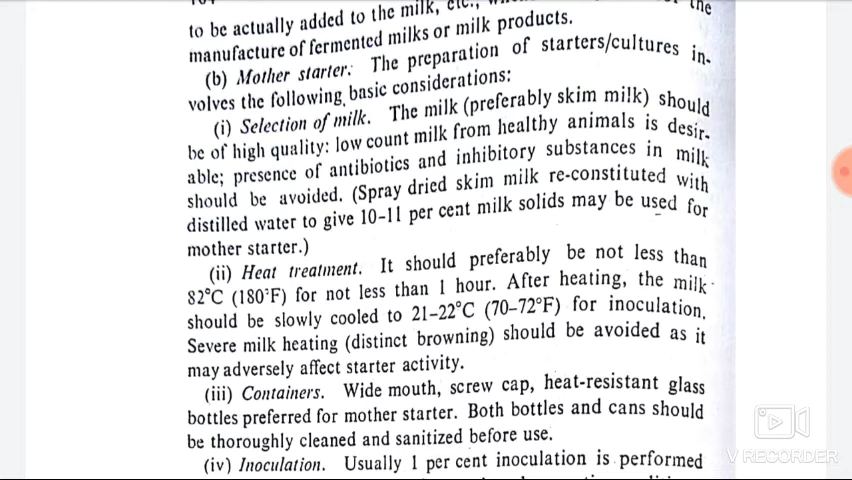 to be actually added to the milk, etc., the
manufacture of fermented milks or milk products.
(b) Mother starter. The preparation of starters/cultures in-
volves the following basic considerations:
(i) Selection of milk. The milk (preferably skim milk) should
be of high quality: low count milk from healthy animals is desir-
able; presence of antibiotics and inhibitory substances in milk
should be avoided. (Spray dried skim milk re-constituted with
distilled water to give 10–11 per cent milk solids may be used for
mother starter.)
(ii) Heat treatment. It should preferably be not less than
82°C (180°F) for not less than 1 hour. After heating, the milk
should be slowly cooled to 21–22°C (70–72°F) for inoculation.
Severe milk heating (distinct browning) should be avoided as it
may adversely affect starter activity.
(iii) Containers. Wide mouth, screw cap, heat-resistant glass
bottles preferred for mother starter. Both bottles and cans should
be thoroughly cleaned and sanitized before use.
(iv) Inoculation. Usually 1 per cent inoculation is performed
V RECORDER